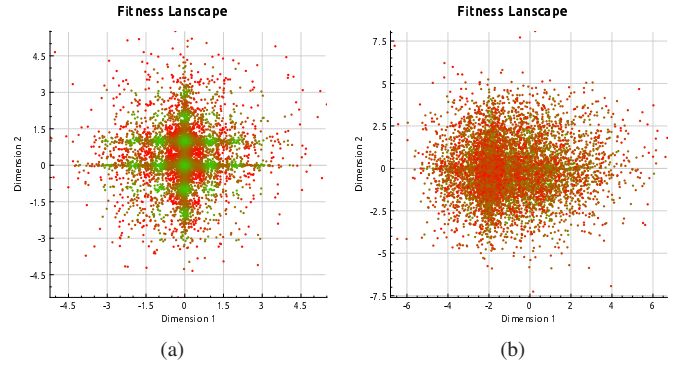 Fitness Lanscape
4.5
3
1.5
0
-1.5
-3
-4.5
Dimension 2
-4.5 -3 -1.5 0 1.5 3 4.5
Dimension 1
(a)
Fitness Lanscape
7.5
5
2.5
0
-2.5
-5
-7.5
Dimension 2
-6 -4 -2 0 2 4 6
Dimension 1
(b)